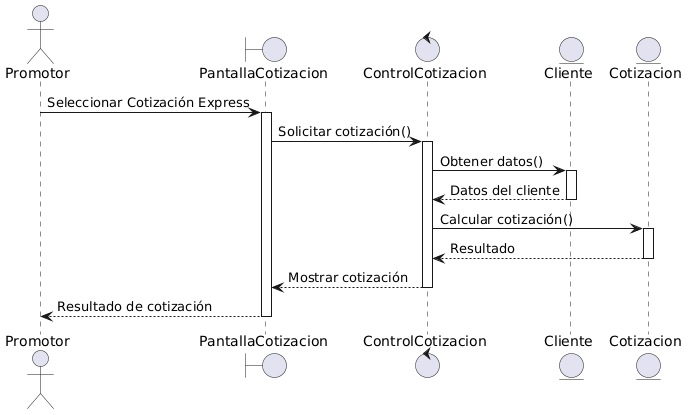 Promotor
PantallaCotizacion
ControlCotizacion
Cliente
Cotizacion
Seleccionar Cotización Express
Solicitar cotización()
Obtener datos()
Datos del cliente
Calcular cotización()
Resultado
Mostrar cotización
Resultado de cotización
Promotor
PantallaCotizacion
ControlCotizacion
Cliente
Cotizacion